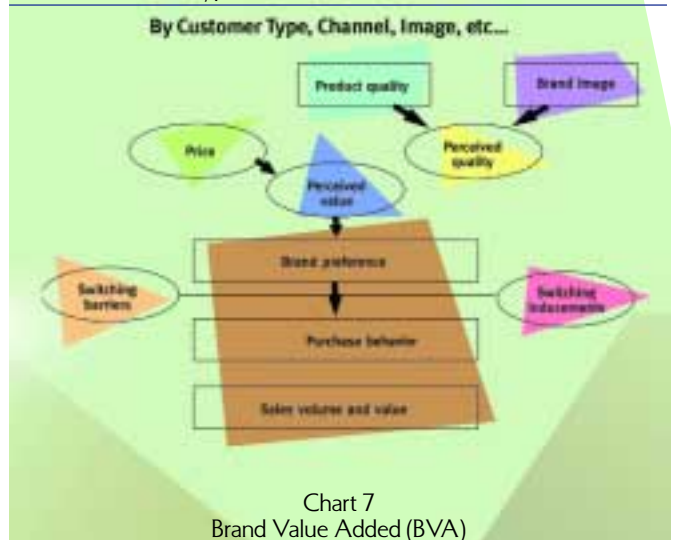 By Customer Type, Channel, Image, etc...
Product quality
Brand image
Price
Perceived
quality
Perceived
value
Brand preference
Switching
barriers
Switching
inducements
Purchase behavior
Sales volume and value
Chart 7
Brand Value Added (BVA)